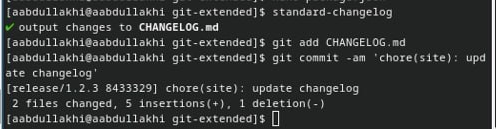 [aabdullakhi@aabdullakhi git-extended]$ standard-changelog
✔ output changes to CHANGELOG.md
[aabdullakhi@aabdullakhi git-extended]$ git add CHANGELOG.md
[aabdullakhi@aabdullakhi git-extended]$ git commit -am 'chore(site): upd
ate changelog'
[release/1.2.3 8433329] chore(site): update changelog
 2 files changed, 5 insertions(+), 1 deletion(-)
[aabdullakhi@aabdullakhi git-extended]$